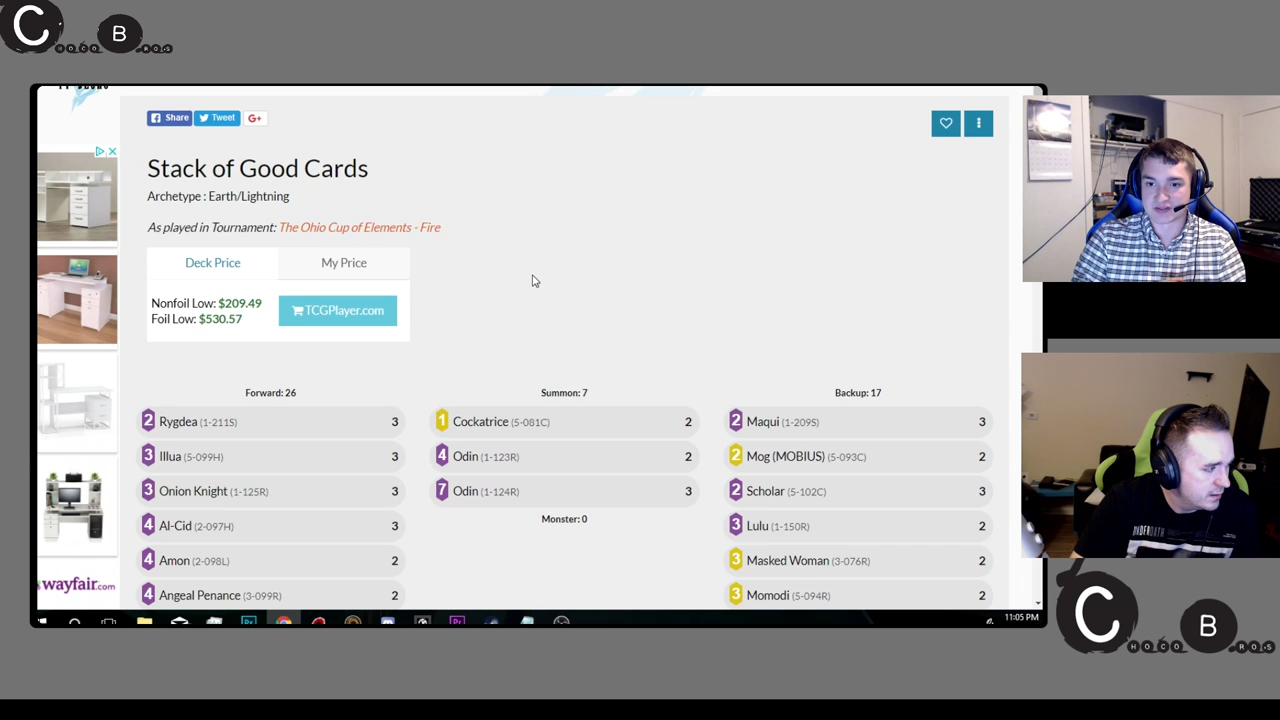 C HOCO B ROS
Share Tweet G+
Stack of Good Cards
Archetype : Earth/Lightning
As played in Tournament: The Ohio Cup of Elements - Fire
Deck Price My Price
Nonfoil Low: $209.49
Foil Low: $530.57
TCGPlayer.com
Forward: 26
2 Rygdea (1-211S) 3
3 Illua (5-099H) 3
3 Onion Knight (1-125R) 3
4 Al-Cid (2-097H) 3
4 Amon (2-098L) 2
4 Angeal Penance (3-099R) 2
Summon: 7
1 Cockatrice (5-081C) 2
4 Odin (1-123R) 2
7 Odin (1-124R) 3
Monster: 0
Backup: 17
2 Maqui (1-209S) 3
2 Mog (MOBIUS) (5-093C) 2
2 Scholar (5-102C) 3
3 Lulu (1-150R) 2
3 Masked Woman (3-076R) 2
3 Momodi (5-094R) 2
wayfair.com
11:05 PM
UNDEROATH
C HOCO B ROS